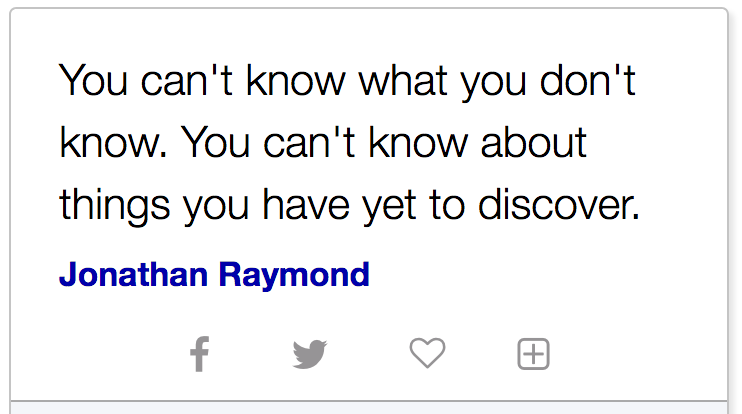 You can't know what you don't
know. You can't know about
things you have yet to discover.
Jonathan Raymond